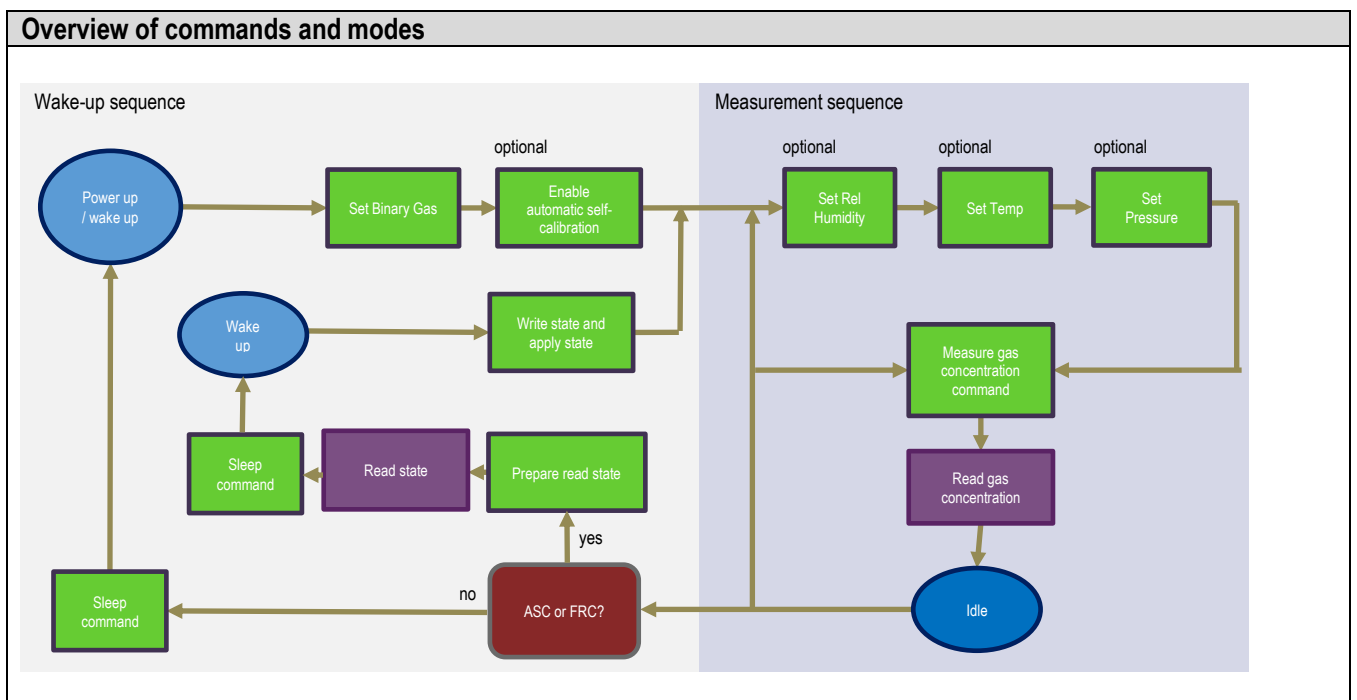 Overview of commands and modes
Wake-up sequence
Measurement sequence
optional
optional
optional
optional
Power up
/ wake up
Set Binary Gas
Enable
automatic self-
calibration
Set Rel
Humidity
Set Temp
Set
Pressure
Wake
up
Write state and
apply state
Measure gas
concentration
command
Sleep
command
Read state
Prepare read state
Read gas
concentration
yes
Sleep
command
no
ASC or FRC?
Idle